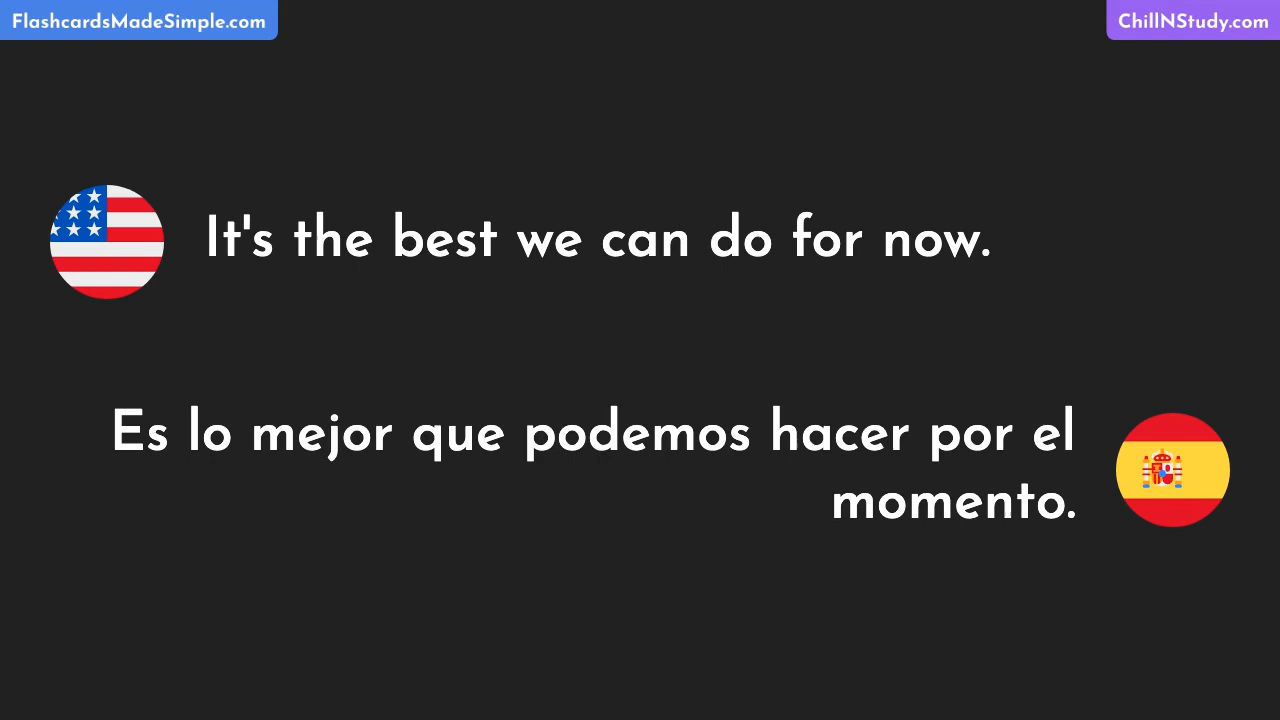 FlashcardsMadeSimple.com
ChillNStudy.com
It's the best we can do for now.
Es lo mejor que podemos hacer por el
momento.